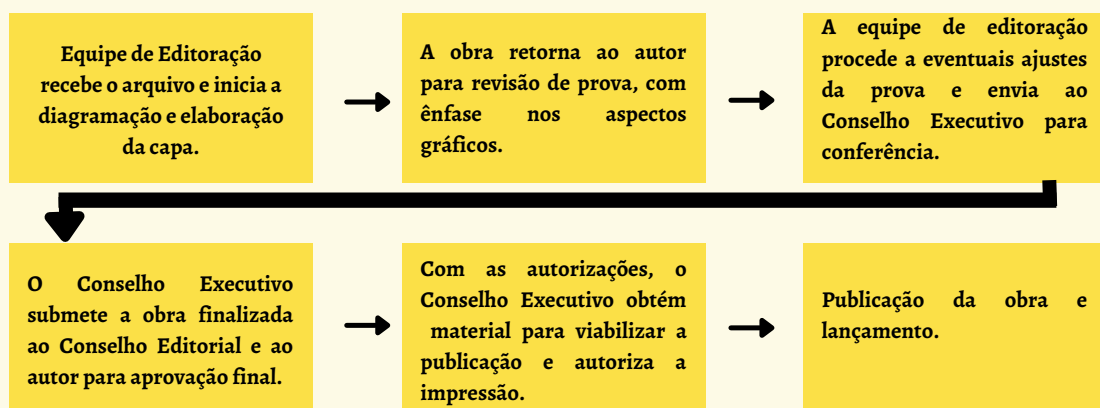 Equipe de Editoração
recebe o arquivo e inicia a
diagramação e elaboração
da capa.
A obra retorna ao autor
para revisão de prova, com
ênfase nos aspectos
gráficos.
A equipe de editoração
procede a eventuais ajustes
da prova e envia ao
Conselho Executivo para
conferência.
O Conselho Executivo
submete a obra finalizada
ao Conselho Editorial e ao
autor para aprovação final.
Com as autorizações, o
Conselho Executivo obtém
material para viabilizar a
publicação e autoriza a
impressão.
Publicação da obra e
lançamento.